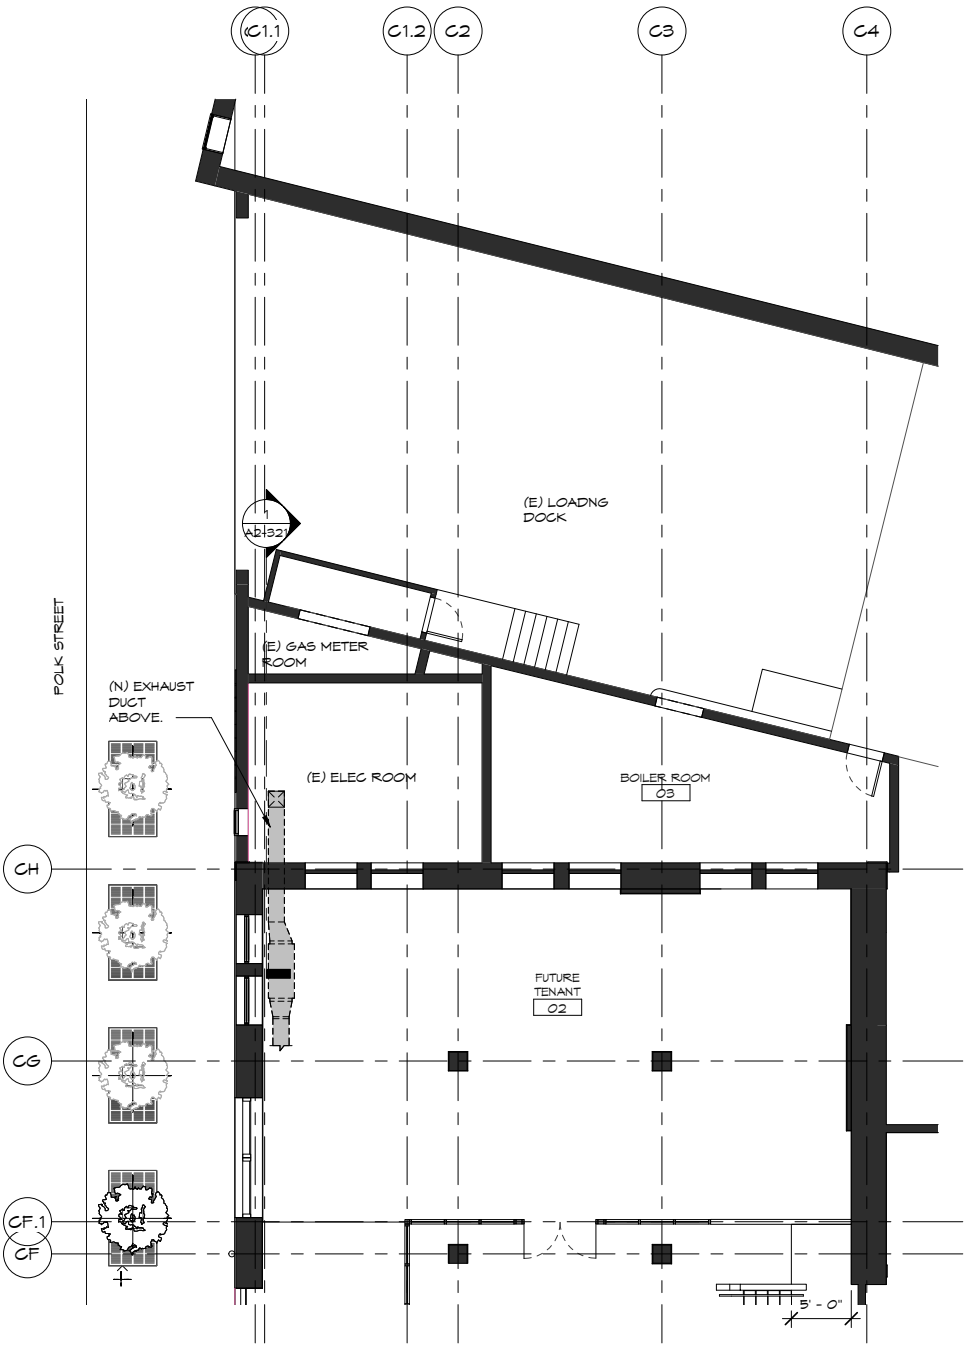 C1.1
C1.2
C2
C3
C4
(E) LOADNG
DOCK
1
A2-321
POLK STREET
(E) GAS METER
ROOM
(N) EXHAUST
DUCT
ABOVE.
(E) ELEC ROOM
BOILER ROOM
03
CH
FUTURE
TENANT
02
CG
CF.1
CF
5' - 0"